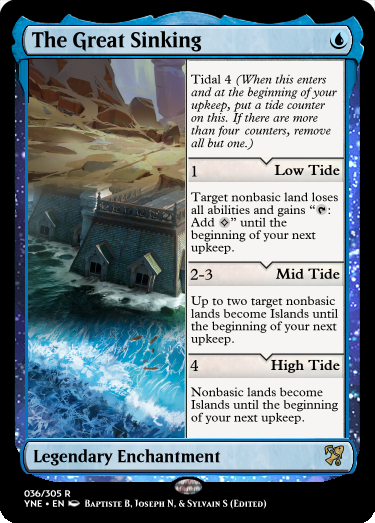 The Great Sinking
Tidal 4 (When this enters
and at the beginning of your
upkeep, put a tide counter
on this. If there are more
than four counters, remove
all but one.)
1 Low Tide
Target nonbasic land loses
all abilities and gains “:
Add ” until the
beginning of your next
upkeep.
2-3 Mid Tide
Up to two target nonbasic
lands become Islands until
the beginning of your next
upkeep.
4 High Tide
Nonbasic lands become
Islands until the beginning
of your next upkeep.
Legendary Enchantment
036/305 R
YNE • EN Baptiste B, Joseph N, & Sylvain S (Edited)